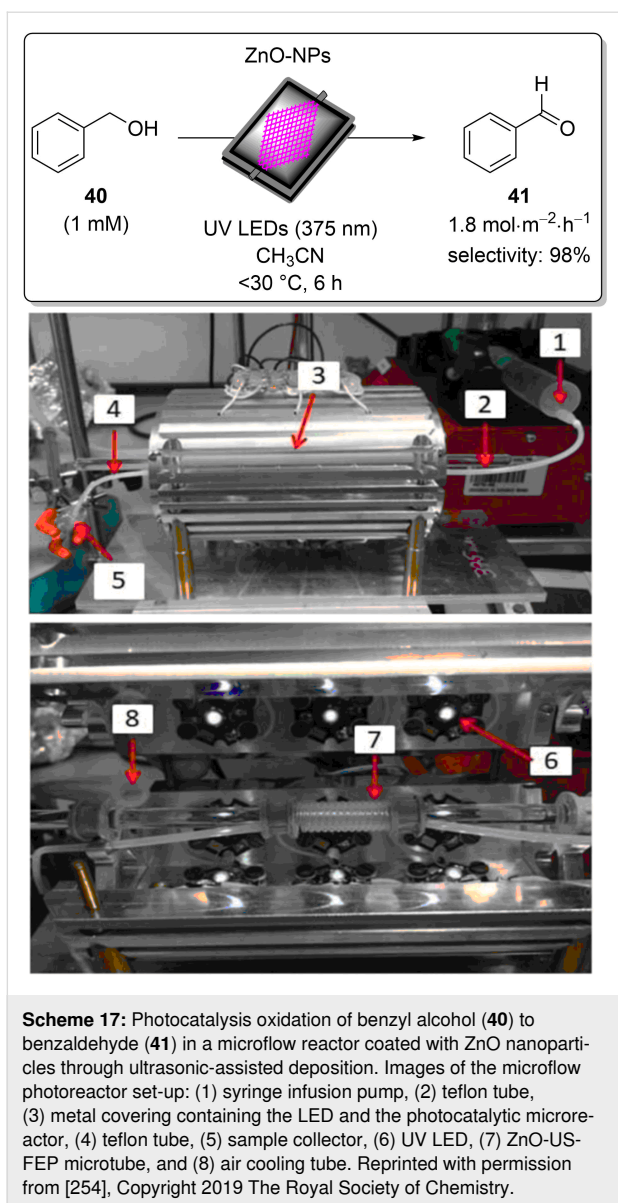 ZnO-NPs
OH
H
O
40
(1 mM)
UV LEDs (375 nm)
CH₃CN
<30 °C, 6 h
41
1.8 mol·m⁻²·h⁻¹
selectivity: 98%
1
3
2
4
5
8
7
6
Scheme 17: Photocatalysis oxidation of benzyl alcohol (40) to
benzaldehyde (41) in a microflow reactor coated with ZnO nanoparti-
cles through ultrasonic-assisted deposition. Images of the microflow
photoreactor set-up: (1) syringe infusion pump, (2) teflon tube,
(3) metal covering containing the LED and the photocatalytic microre-
actor, (4) teflon tube, (5) sample collector, (6) UV LED, (7) ZnO-US-
FEP microtube, and (8) air cooling tube. Reprinted with permission
from [254], Copyright 2019 The Royal Society of Chemistry.